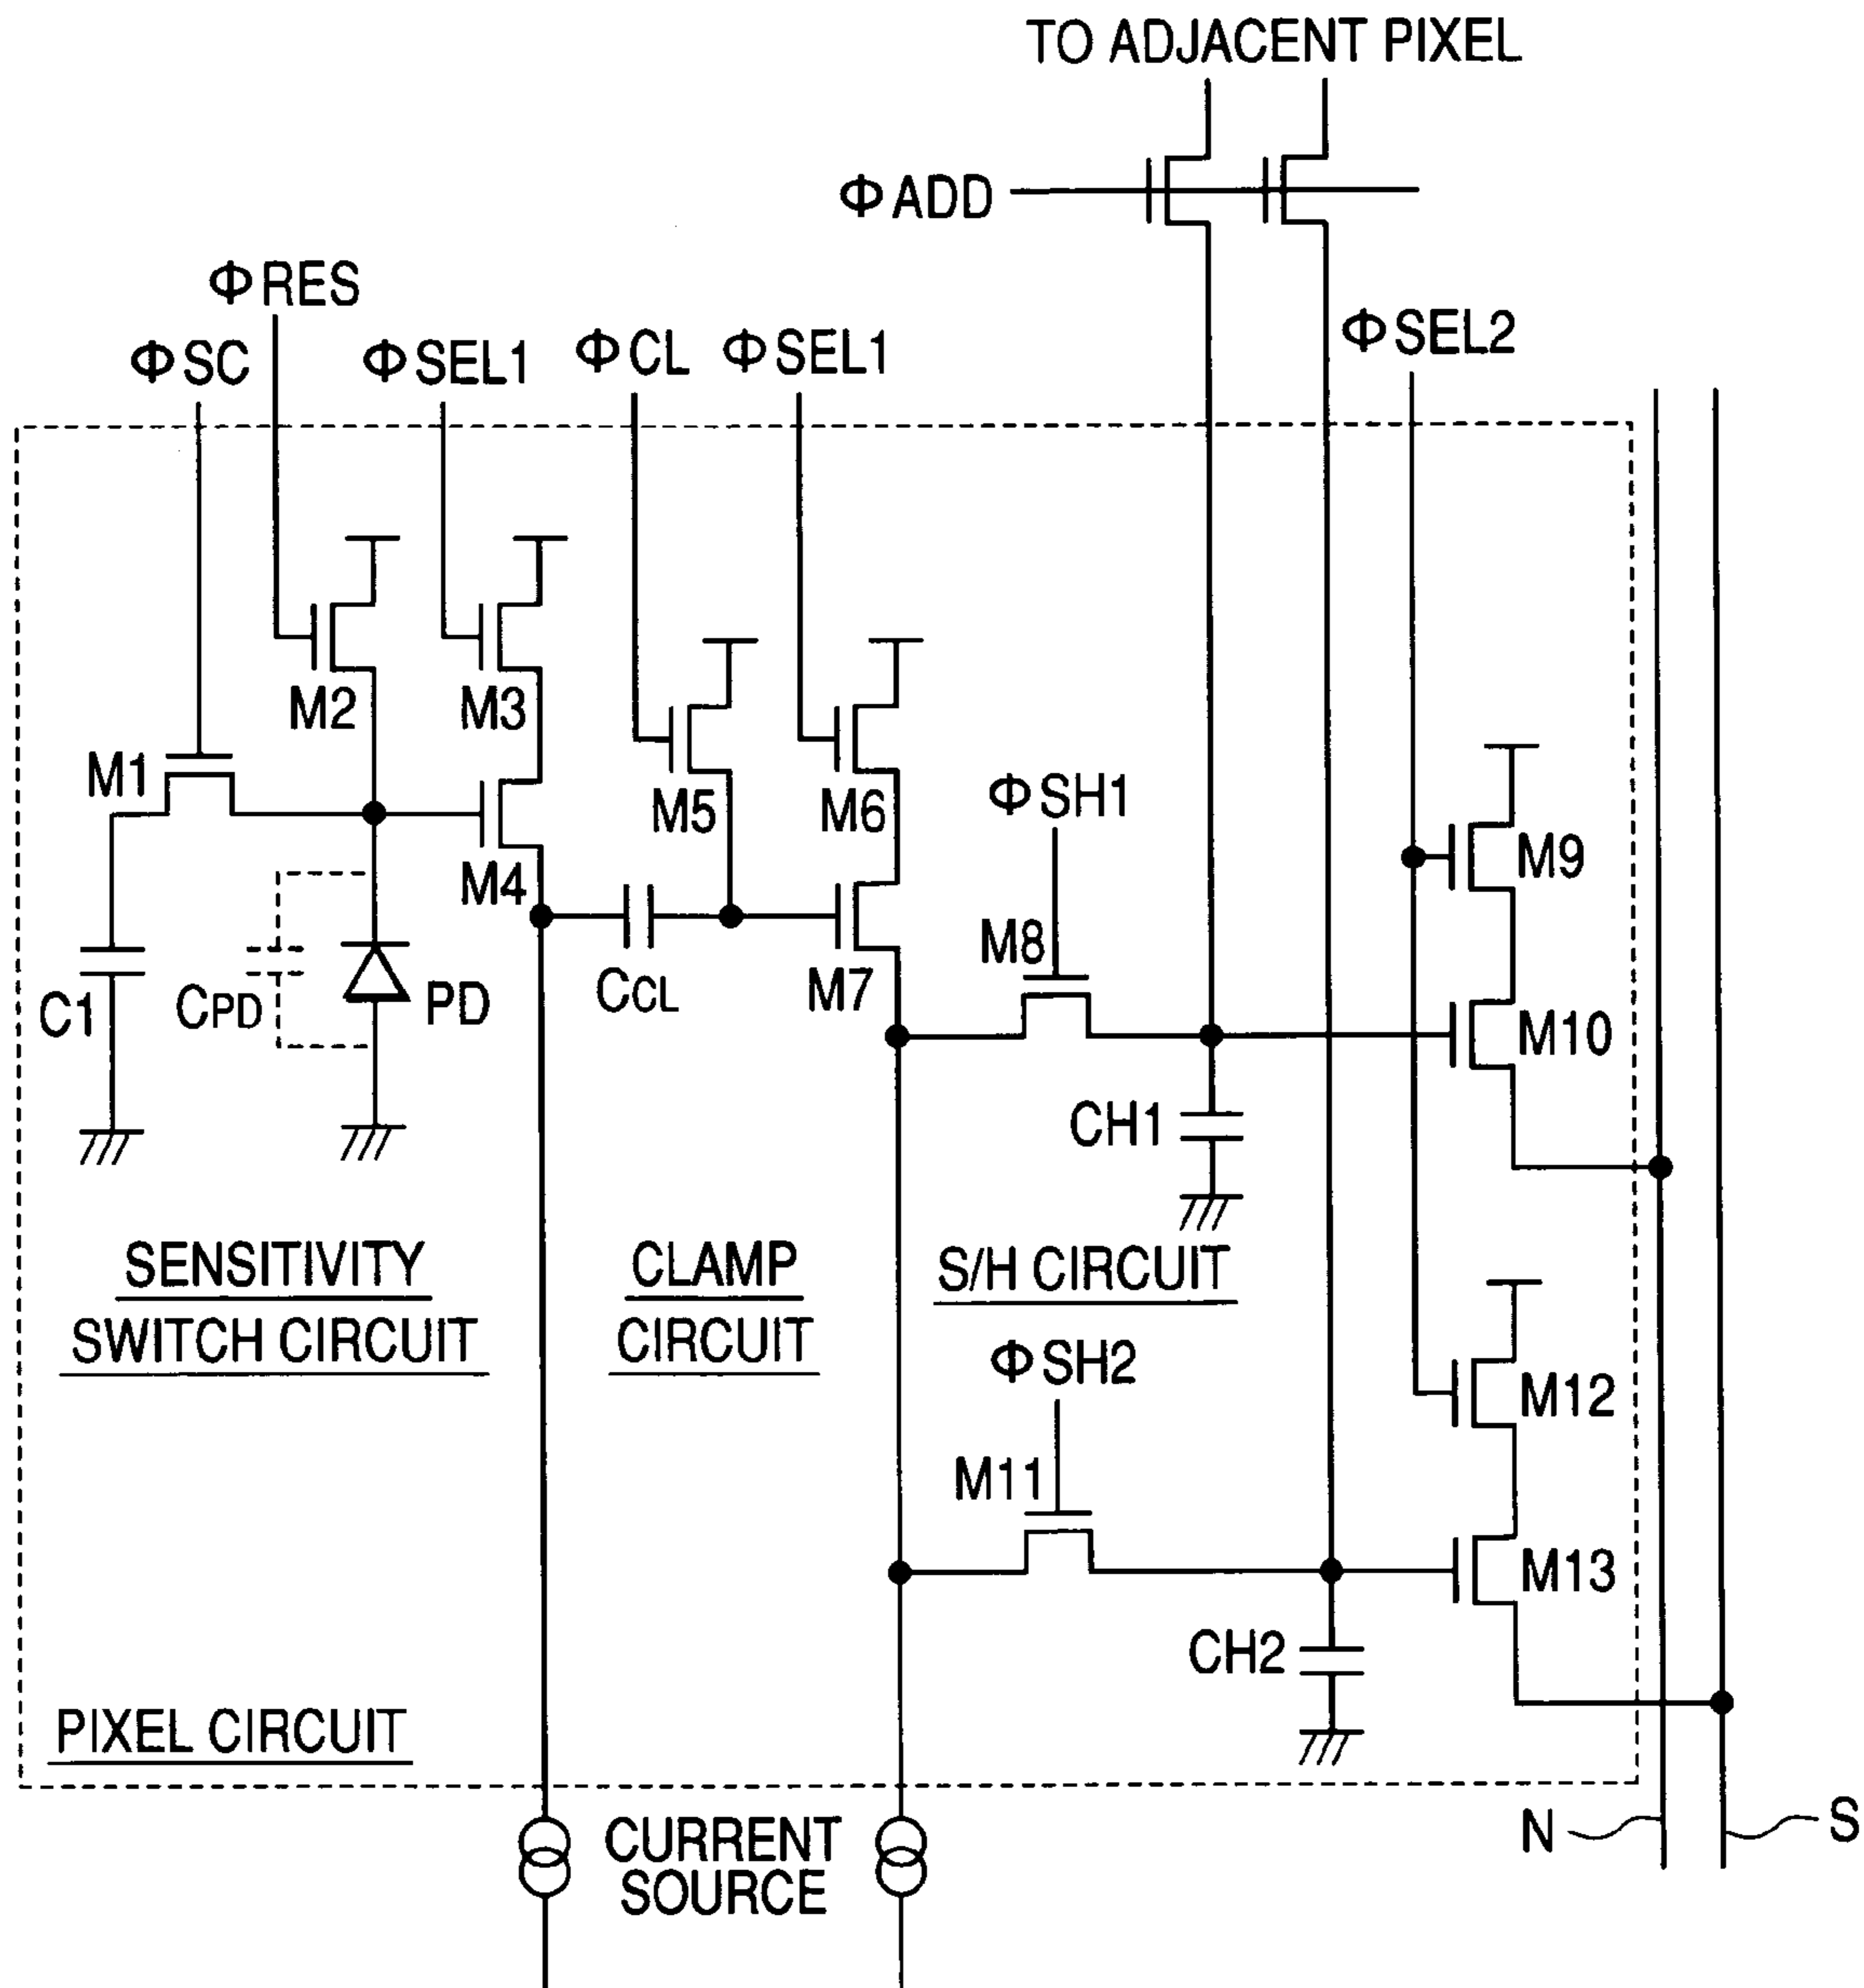 TO ADJACENT PIXEL
ΦADD
ΦRES
ΦSC
ΦSEL1
ΦCL
ΦSEL1
ΦSEL2
M2
M3
M1
M5
M6
ΦSH1
M9
M4
M8
C1
CPD
PD
CCL
M7
M10
CH1
SENSITIVITY
SWITCH CIRCUIT
CLAMP
CIRCUIT
S/H CIRCUIT
ΦSH2
M12
M11
M13
CH2
PIXEL CIRCUIT
CURRENT
SOURCE
N
S